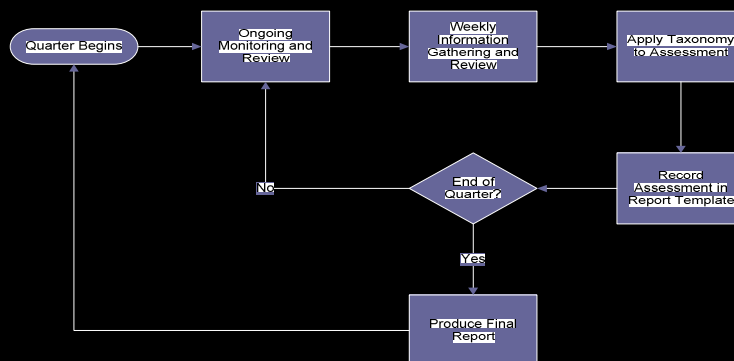 Quarter Begins
Ongoing
Monitoring and
Review
Weekly
Information
Gathering and
Review
Apply Taxonomy
to Assessment
Record
Assessment in
Report Template
End of
Quarter?
No
Yes
Produce Final
Report